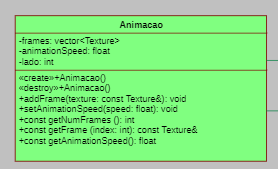 Animacao
-frames: vector<Texture>
-animationSpeed: float
-lado: int
«create»+Animacao()
«destroy»+Animacao()
+addFrame(texture: const Texture&): void
+setAnimationSpeed(speed: float): void
+const getNumFrames (): int
+const getFrame (index: int): const Texture&
+const getAnimationSpeed(): float